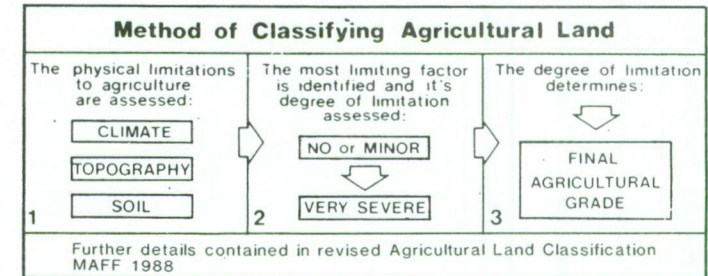 Method of Classifying Agricultural Land
The physical limitations
to agriculture
are assessed:
CLIMATE
TOPOGRAPHY
SOIL
1
The most limiting factor
is identified and it's
degree of limitation
assessed:
NO or MINOR
VERY SEVERE
2
The degree of limitation
determines:
FINAL
AGRICULTURAL
GRADE
3
Further details contained in revised Agricultural Land Classification
MAFF 1988